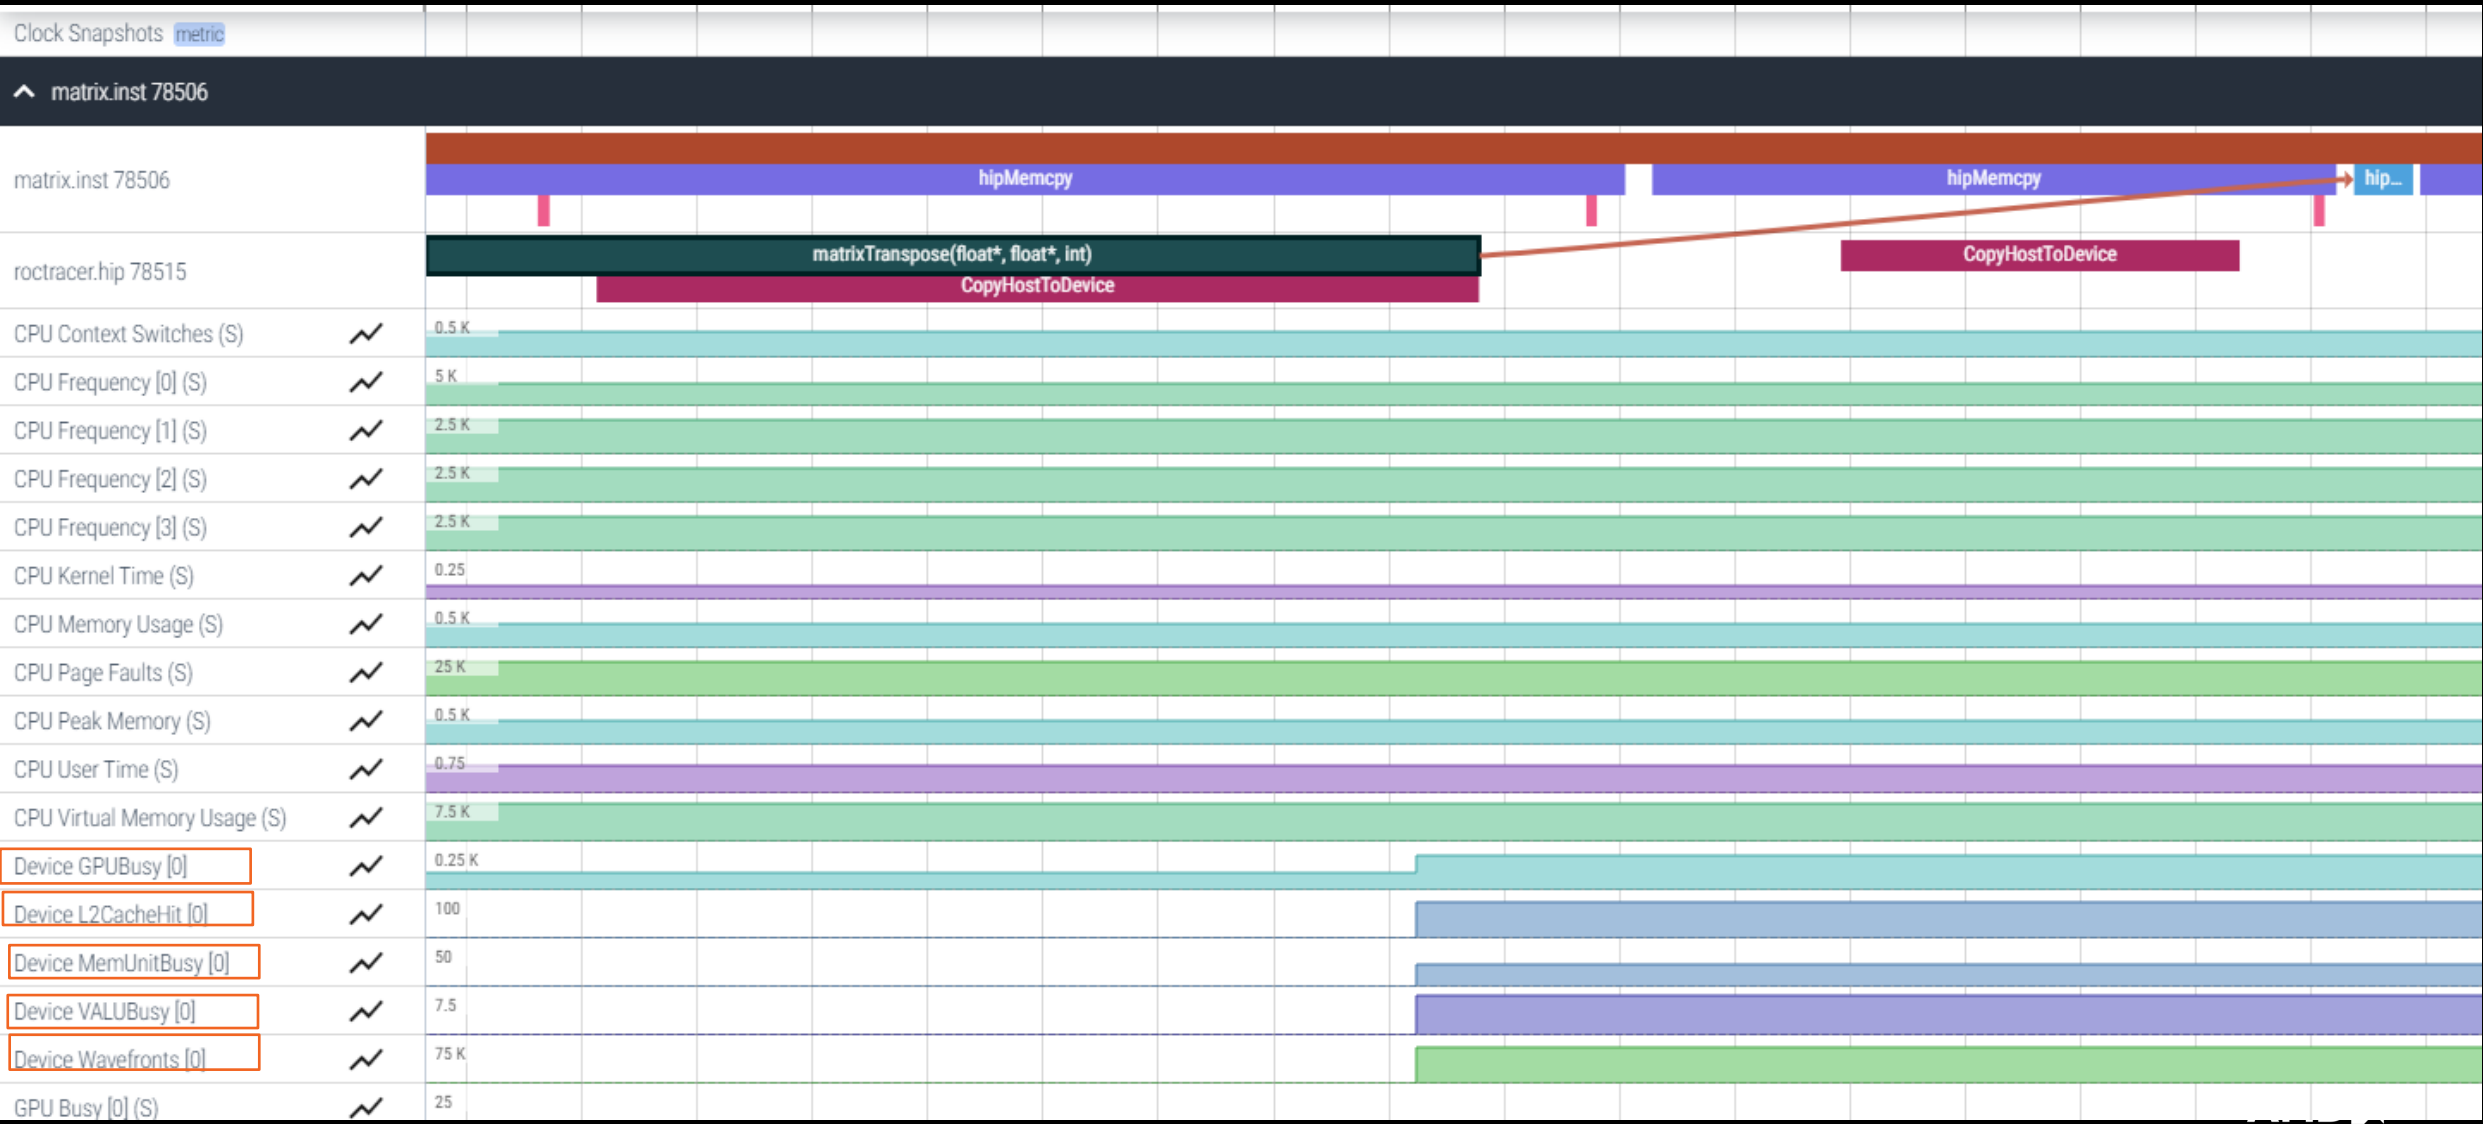 Clock Snapshots metric
matrix.inst 78506
matrix.inst 78506
hipMemcpy
hipMemcpy
hip...
roctracer.hip 78515
matrixTranspose(float*, float*, int)
CopyHostToDevice
CopyHostToDevice
CPU Context Switches (S)
0.5 K
CPU Frequency [0] (S)
5 K
CPU Frequency [1] (S)
2.5 K
CPU Frequency [2] (S)
2.5 K
CPU Frequency [3] (S)
2.5 K
CPU Kernel Time (S)
0.25
CPU Memory Usage (S)
0.5 K
CPU Page Faults (S)
25 K
CPU Peak Memory (S)
0.5 K
CPU User Time (S)
0.75
CPU Virtual Memory Usage (S)
7.5 K
Device GPUBusy [0]
0.25 K
Device L2CacheHit [0]
100
Device MemUnitBusy [0]
50
Device VALUBusy [0]
7.5
Device Wavefronts [0]
75 K
GPU Busy [0] (S)
25